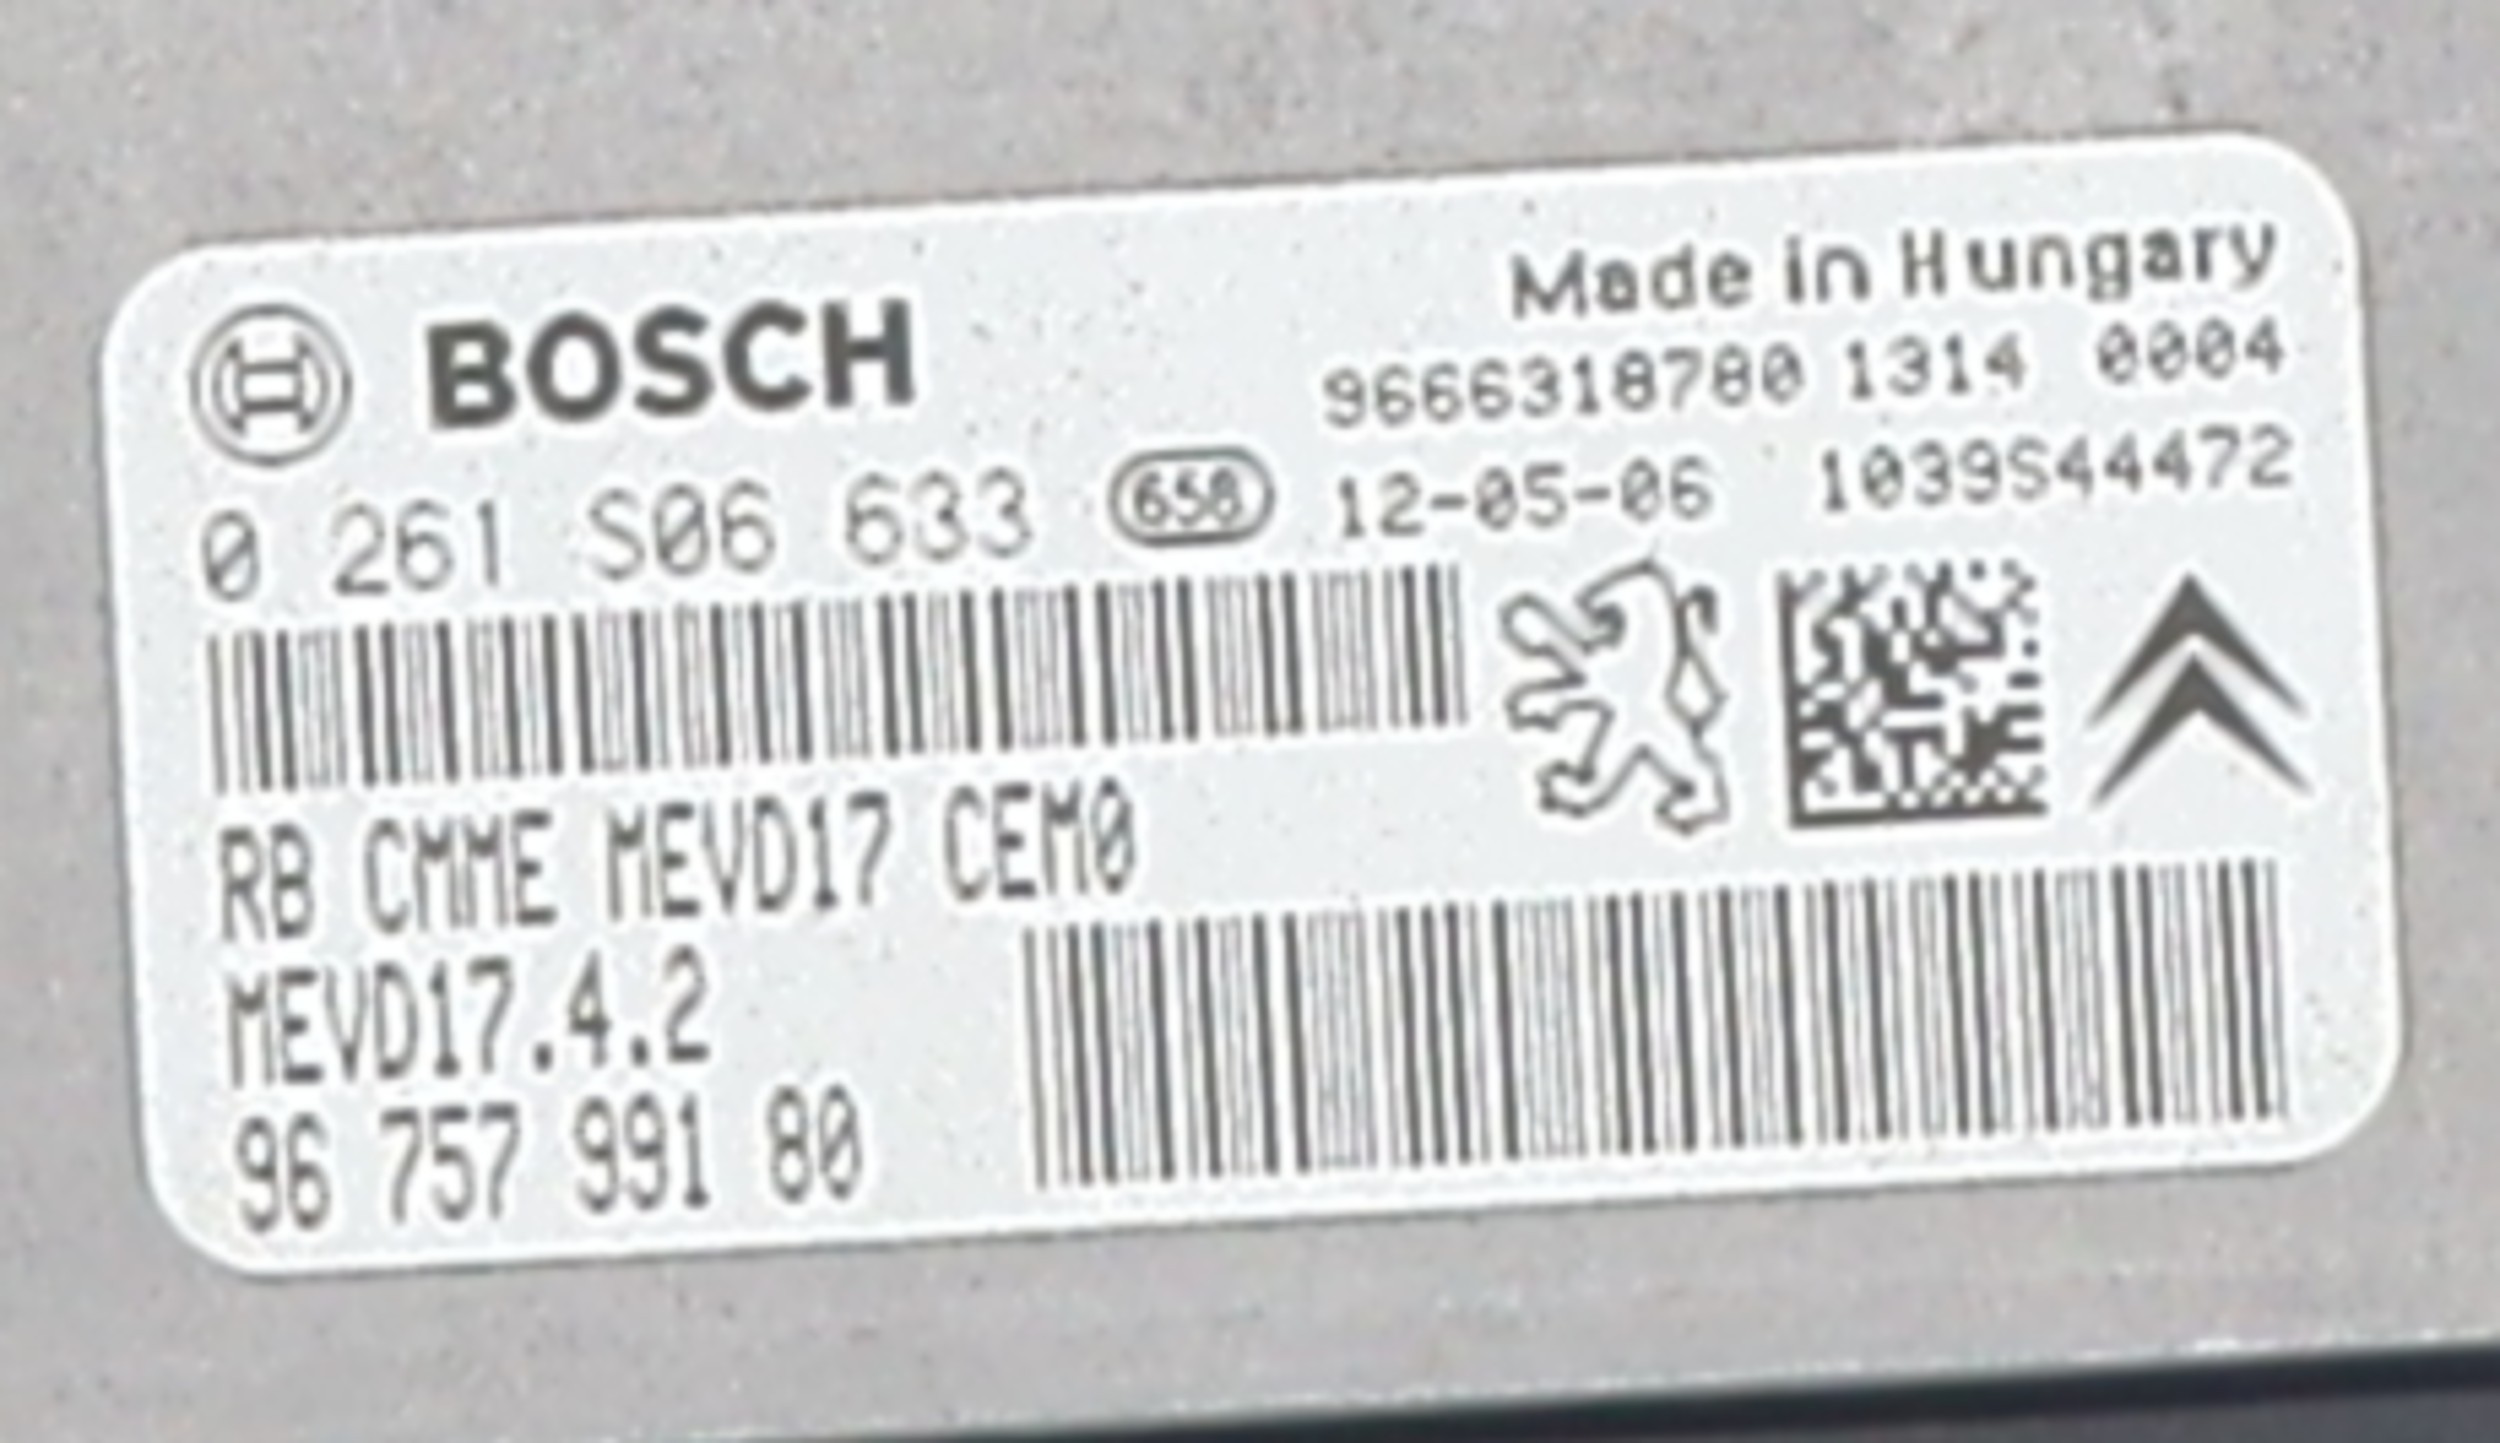 BOSCH
Made in Hungary
9666318780 1314 0004
0 261 S06 633 658 12-05-06 1039S44472
RB CMME MEVD17 CEM0
MEVD17.4.2
96 757 991 80